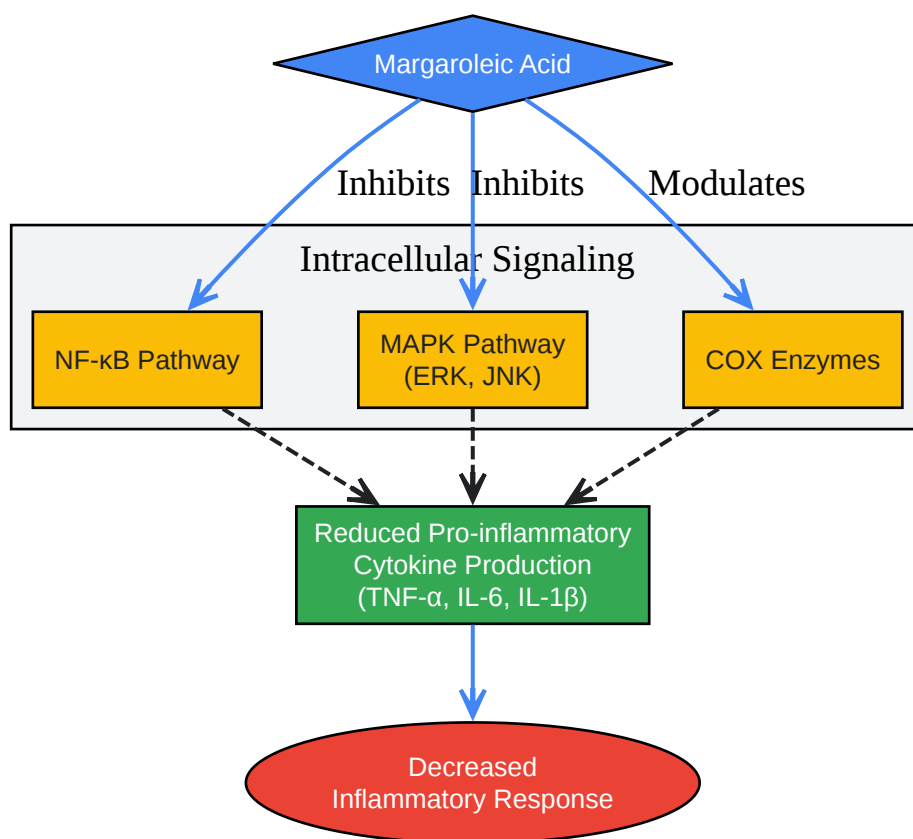 Margaroleic Acid
Inhibits Inhibits Modulates
Intracellular Signaling
NF-κB Pathway
MAPK Pathway
(ERK, JNK)
COX Enzymes
Reduced Pro-inflammatory
Cytokine Production
(TNF-α, IL-6, IL-1β)
Decreased
Inflammatory Response